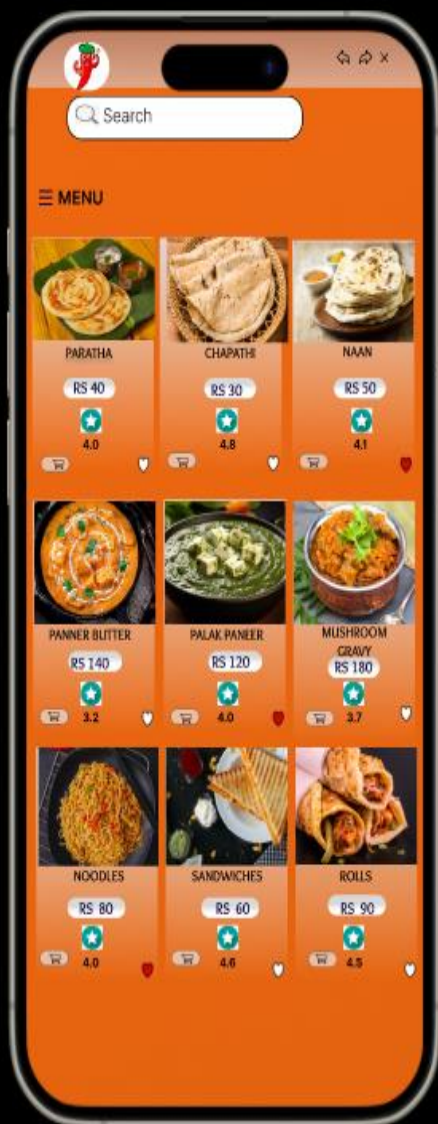 Search
☰ MENU
PARATHA CHAPATHI NAAN
RS 40 RS 30 RS 50
4.0 4.8 4.1
PANNER BUTTER PALAK PANEER MUSHROOM
GRAVY
RS 140 RS 120 RS 180
3.2 4.0 3.7
NOODLES SANDWICHES ROLLS
RS 80 RS 60 RS 90
4.0 4.6 4.5